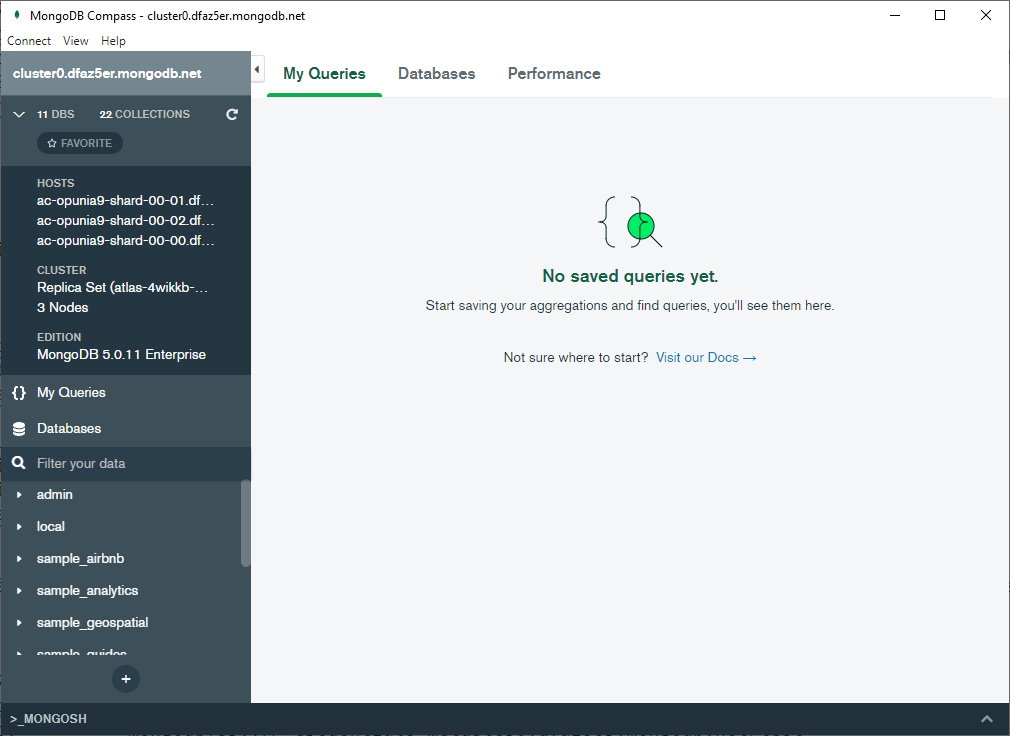 MongoDB Compass - cluster0.dfaz5er.mongodb.net
Connect View Help
cluster0.dfaz5er.mongodb.net
11 DBS 22 COLLECTIONS
FAVORITE
HOSTS
ac-opunia9-shard-00-01.df...
ac-opunia9-shard-00-02.df...
ac-opunia9-shard-00-00.df...
CLUSTER
Replica Set (atlas-4wikkb-...
3 Nodes
EDITION
MongoDB 5.0.11 Enterprise
{} My Queries
Databases
Filter your data
admin
local
sample_airbnb
sample_analytics
sample_geospatial
sample_guides
+
My Queries Databases Performance
No saved queries yet.
Start saving your aggregations and find queries, you'll see them here.
Not sure where to start? Visit our Docs →
>_MONGOSH